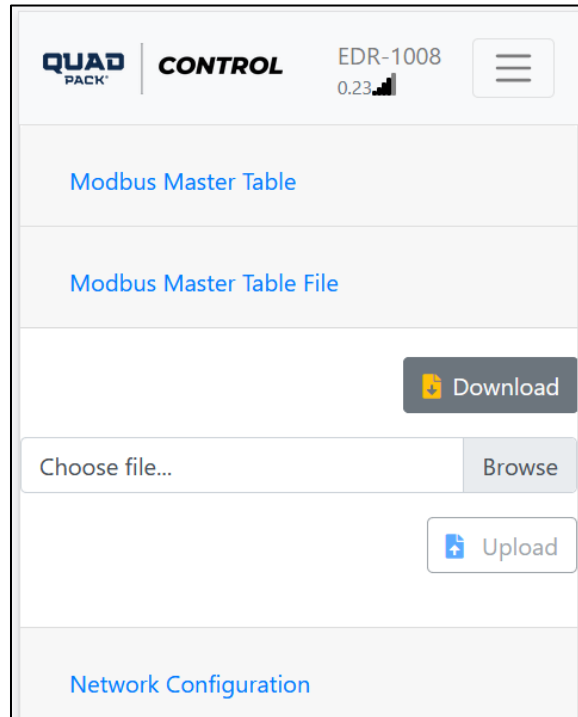 QUAD
PACK®
CONTROL
EDR-1008
0.23
Modbus Master Table
Modbus Master Table File
Download
Choose file...
Browse
Upload
Network Configuration